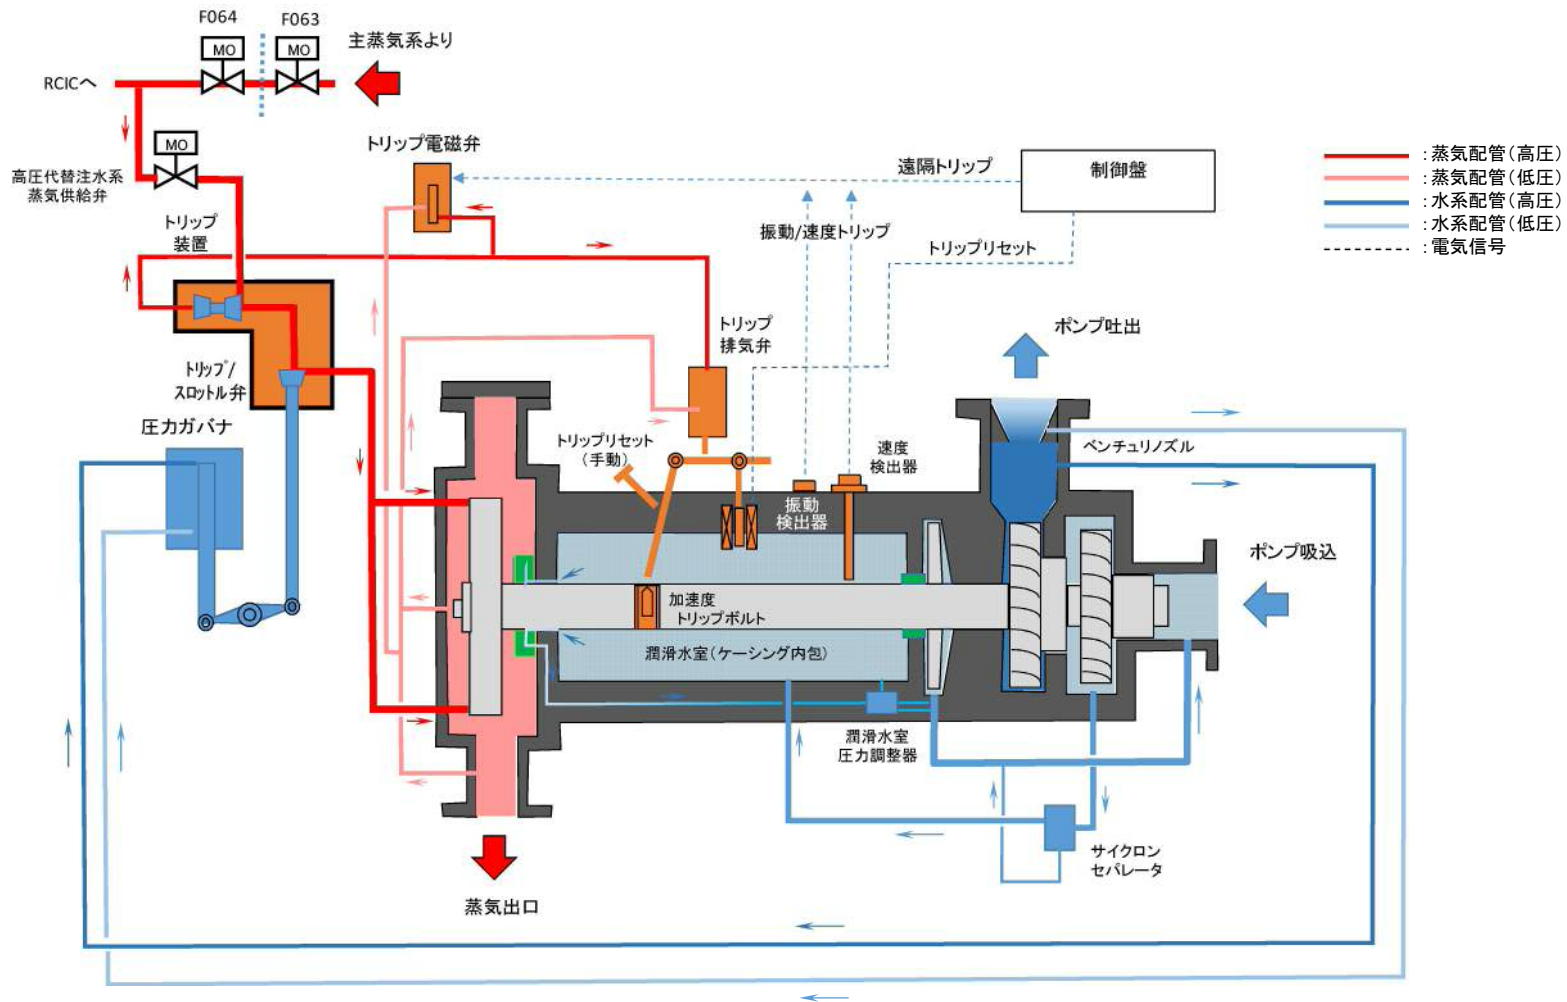 F064
F063
主蒸気系より
MO
MO
RCICへ
MO
高圧代替注水系
蒸気供給弁
トリップ電磁弁
遠隔トリップ
制御盤
:蒸気配管(高圧)
:蒸気配管(低圧)
:水系配管(高圧)
:水系配管(低圧)
:電気信号
トリップ
装置
振動/速度トリップ
トリップリセット
トリップ
排気弁
ポンプ吐出
トリップ/
スロットル弁
圧力ガバナ
トリップリセット
(手動)
速度
検出器
ベンチュリノズル
振動
検出器
ポンプ吸込
加速度
トリップボルト
潤滑水室(ケーシング内包)
潤滑水室
圧力調整器
サイクロン
セパレータ
蒸気出口